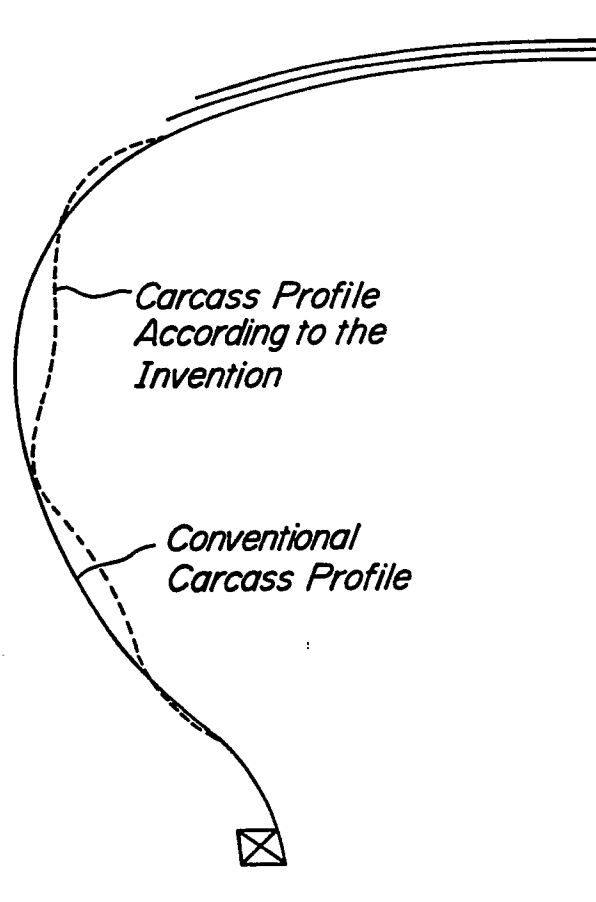 Carcass Profile
According to the
Invention
Conventional
Carcass Profile